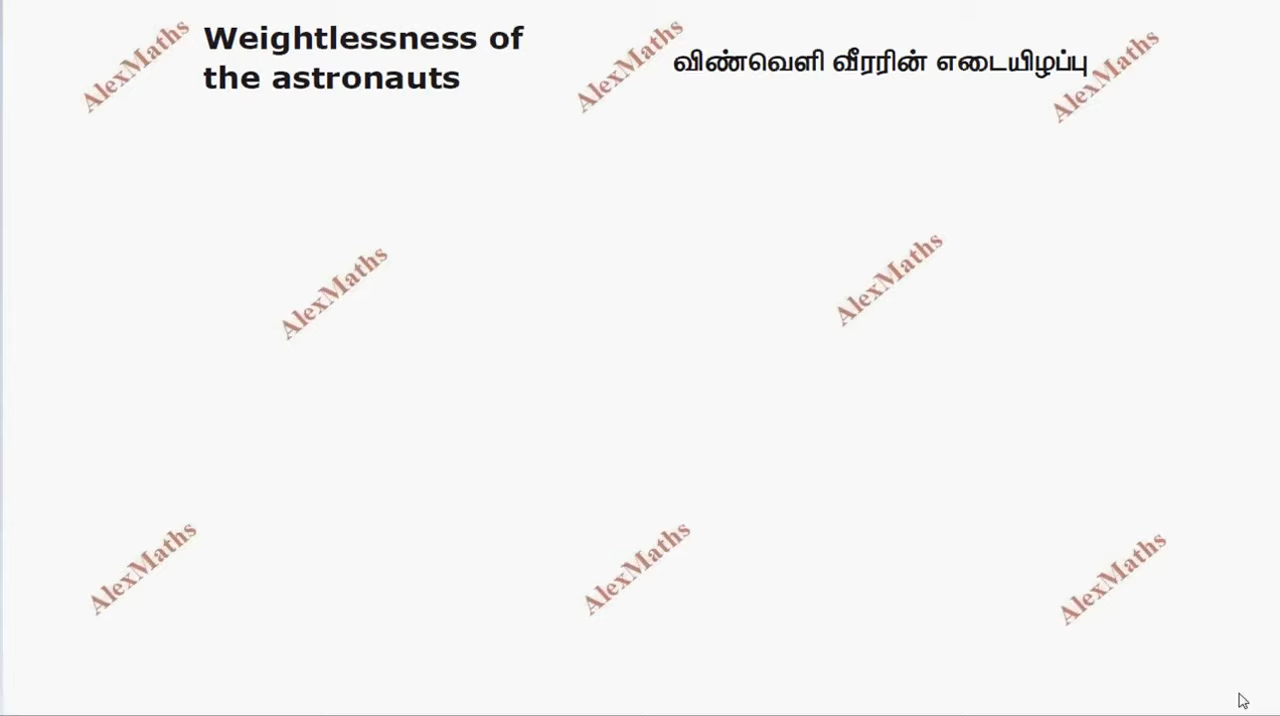 Weightlessness of
the astronauts
விண்வெளி வீரரின் எடையிழப்பு
AlexMaths
AlexMaths
AlexMaths
AlexMaths
AlexMaths
AlexMaths
AlexMaths
AlexMaths